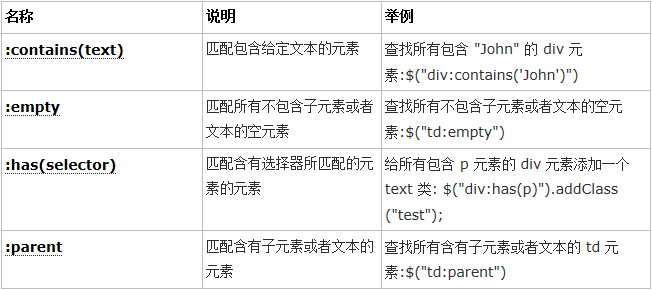 名称 说明 举例
:contains(text) 匹配包含给定文本的元素 查找所有包含 "John" 的 div 元
素:$("div:contains('John')")
:empty 匹配所有不包含子元素或者 查找所有不包含子元素或者文本的空元
文本的空元素 素:$("td:empty")
:has(selector) 匹配含有选择器所匹配的元 给所有包含 p 元素的 div 元素添加一个
素的元素 text 类: $("div:has(p)").addClass
("test");
:parent 匹配含有子元素或者文本的 查找所有含有子元素或者文本的 td 元
元素 素:$("td:parent")